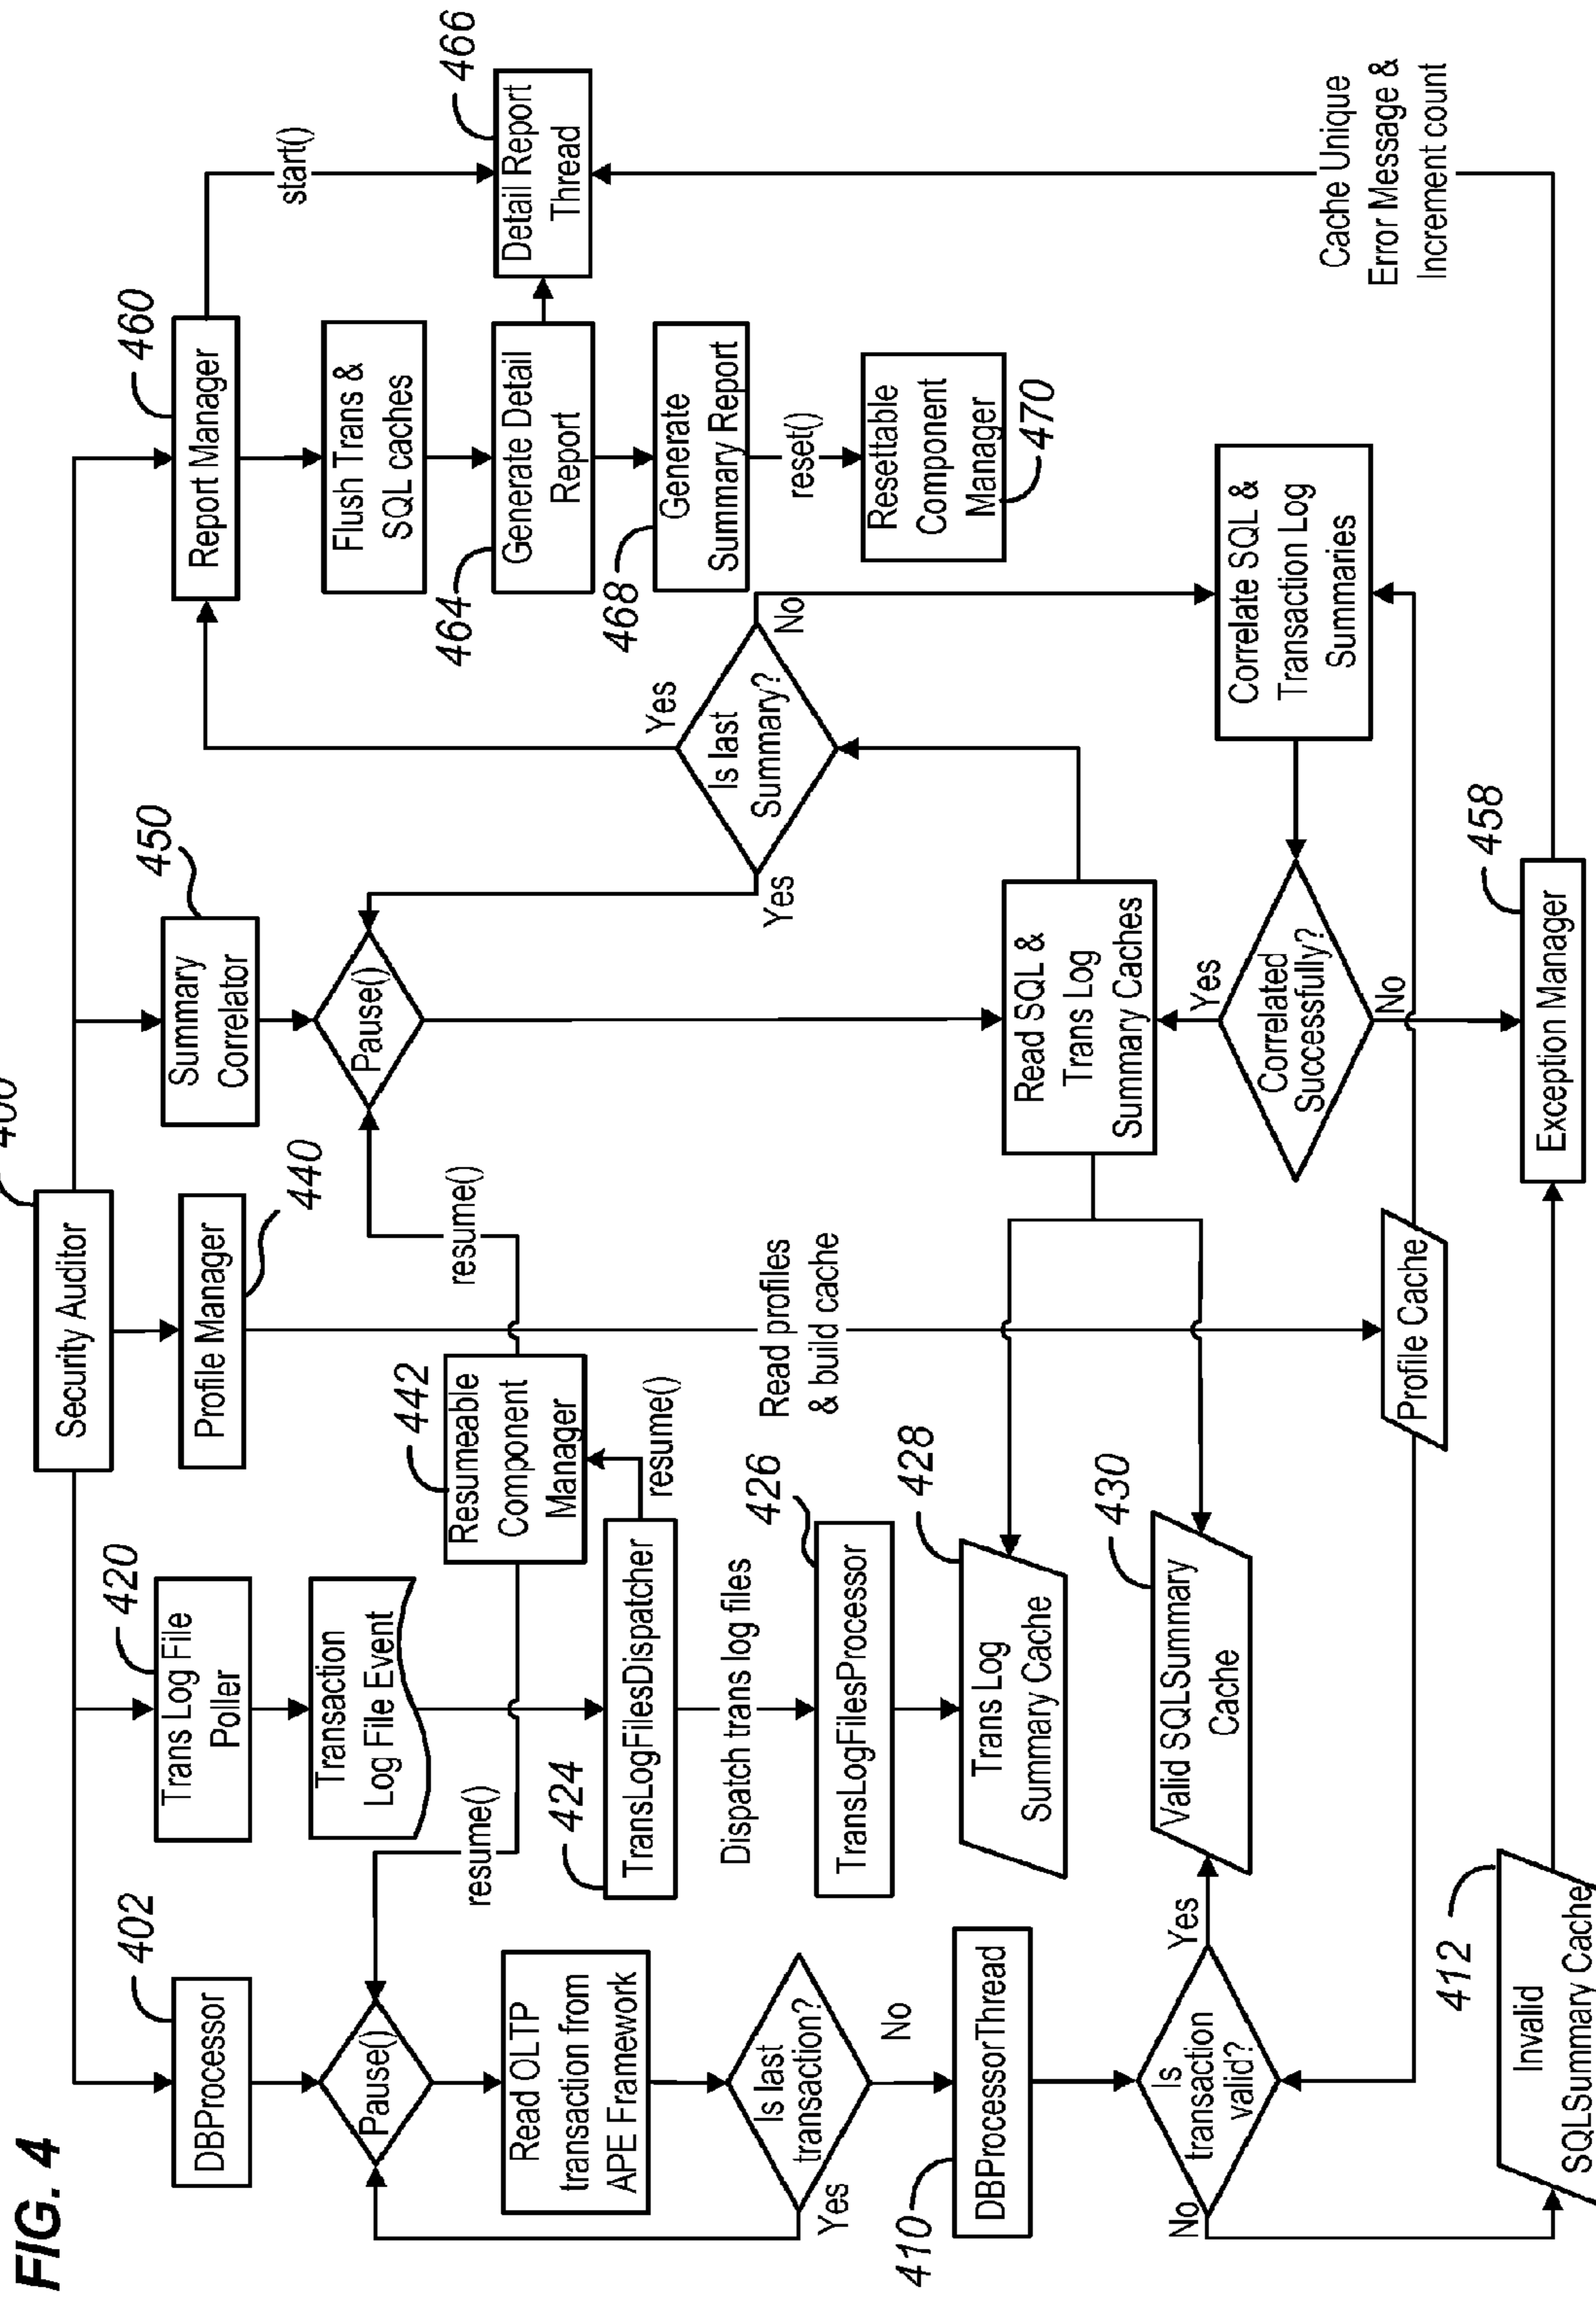 FIG. 4
Security Auditor
402
DBProcessor
420
Trans Log File
Poller
Profile Manager
440
450
Summary
Correlator
460
Report Manager
start()
466
Detail Report
Thread
Pause()
Transaction
Log File Event
442
Resumeable
Component
Manager
resume()
resume()
resume()
Pause()
Flush Trans &
SQL caches
464
Generate Detail
Report
468
Generate
Summary Report
reset()
Resettable
Component
Manager
470
Read OLTP
transaction from
APE Framework
424
TransLogFilesDispatcher
Dispatch trans log files
426
TransLogFilesProcessor
Read profiles
& build cache
Yes
Is last
Summary?
Yes
No
Is last
transaction?
Yes
No
410
DBProcessorThread
428
Trans Log
Summary Cache
430
Valid SQLSummary
Cache
Read SQL &
Trans Log
Summary Caches
Correlate SQL &
Transaction Log
Summaries
Yes
Correlated
Successfully?
No
Is
transaction
valid?
Yes
No
Profile Cache
412
Invalid
SQLSummary Cache
458
Exception Manager
Cache Unique
Error Message &
Increment count